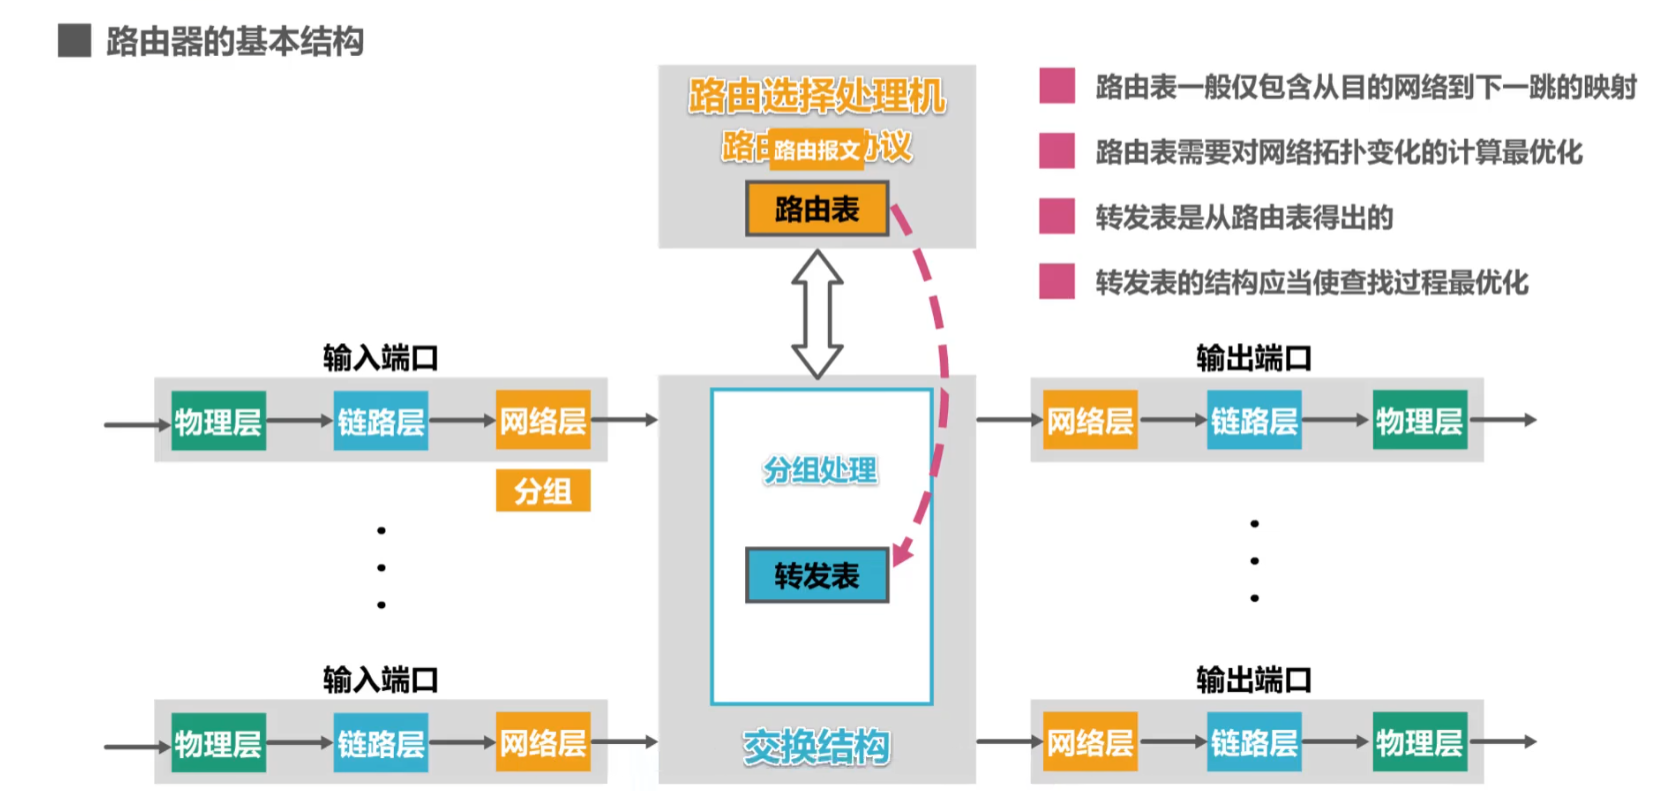 路由器的基本结构
路由选择处理机
路由
路由报文
协议
路由表
路由表一般仅包含从目的网络到下一跳的映射
路由表需要对网络拓扑变化的计算最优化
转发表是从路由表得出的
转发表的结构应当使查找过程最优化
输入端口
物理层
链路层
网络层
分组
分组处理
转发表
交换结构
输出端口
网络层
链路层
物理层
输入端口
物理层
链路层
网络层
输出端口
网络层
链路层
物理层